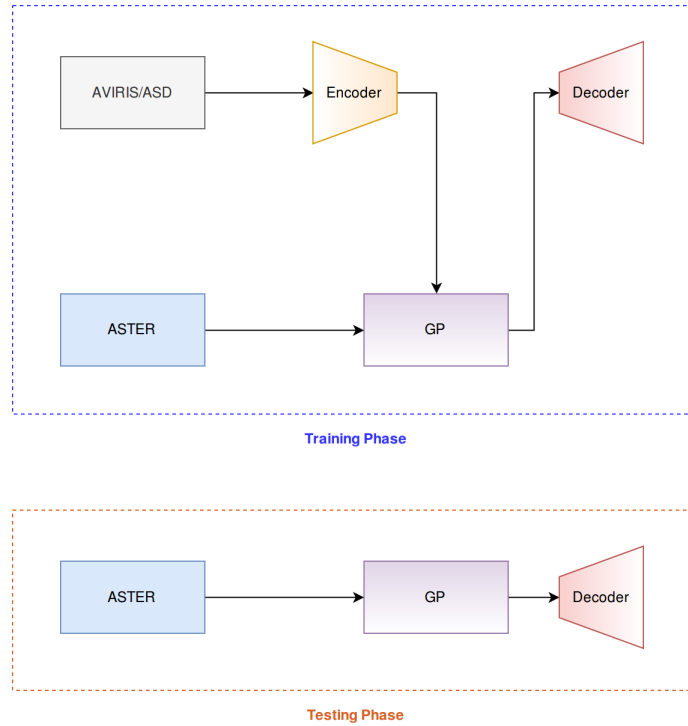 AVIRIS/ASD
Encoder
Decoder
ASTER
GP
Training Phase
ASTER
GP
Decoder
Testing Phase